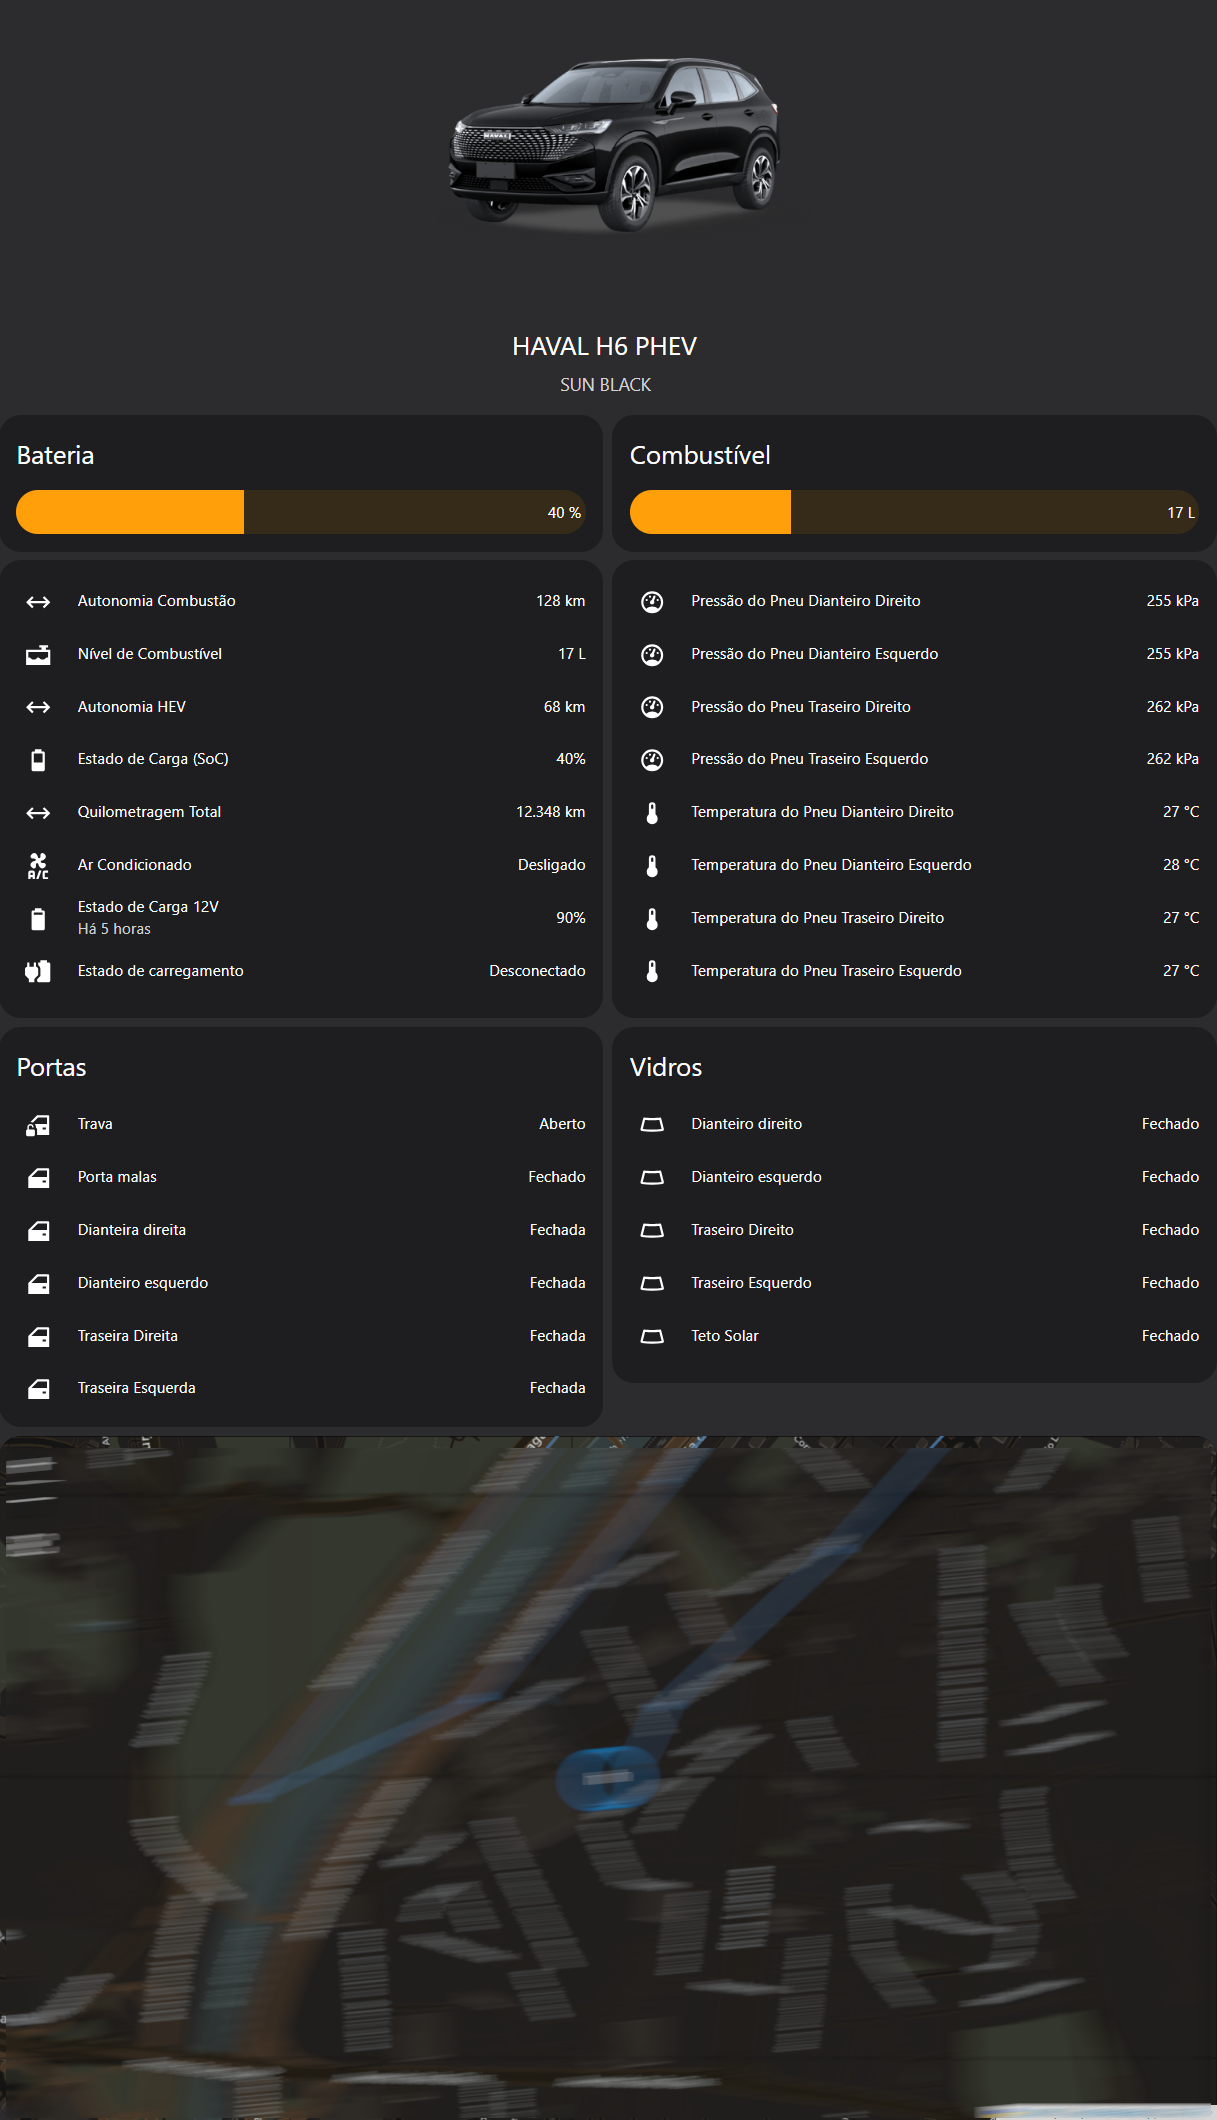 HAVAL
HAVAL H6 PHEV
SUN BLACK
Bateria
40 %
Combustível
17 L
Autonomia Combustão 128 km
Nível de Combustível 17 L
Autonomia HEV 68 km
Estado de Carga (SoC) 40%
Quilometragem Total 12.348 km
A/C Ar Condicionado Desligado
Estado de Carga 12V 90%
Há 5 horas
Estado de carregamento Desconectado
Pressão do Pneu Dianteiro Direito 255 kPa
Pressão do Pneu Dianteiro Esquerdo 255 kPa
Pressão do Pneu Traseiro Direito 262 kPa
Pressão do Pneu Traseiro Esquerdo 262 kPa
Temperatura do Pneu Dianteiro Direito 27 °C
Temperatura do Pneu Dianteiro Esquerdo 28 °C
Temperatura do Pneu Traseiro Direito 27 °C
Temperatura do Pneu Traseiro Esquerdo 27 °C
Portas
Trava Aberto
Porta malas Fechado
Dianteira direita Fechada
Dianteiro esquerdo Fechada
Traseira Direita Fechada
Traseira Esquerda Fechada
Vidros
Dianteiro direito Fechado
Dianteiro esquerdo Fechado
Traseiro Direito Fechado
Traseiro Esquerdo Fechado
Teto Solar Fechado